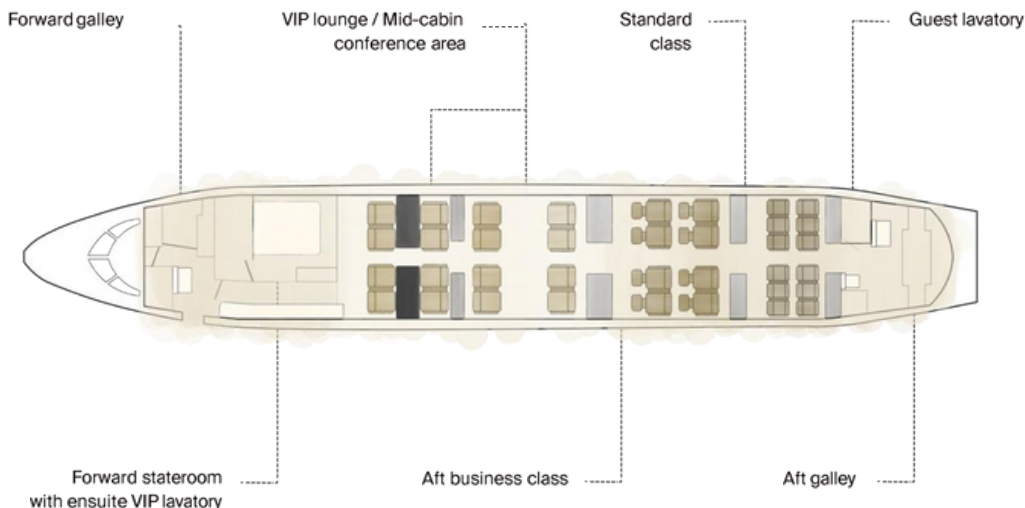 Forward galley
VIP lounge / Mid-cabin
conference area
Standard
class
Guest lavatory
Forward stateroom
with ensuite VIP lavatory
Aft business class
Aft galley